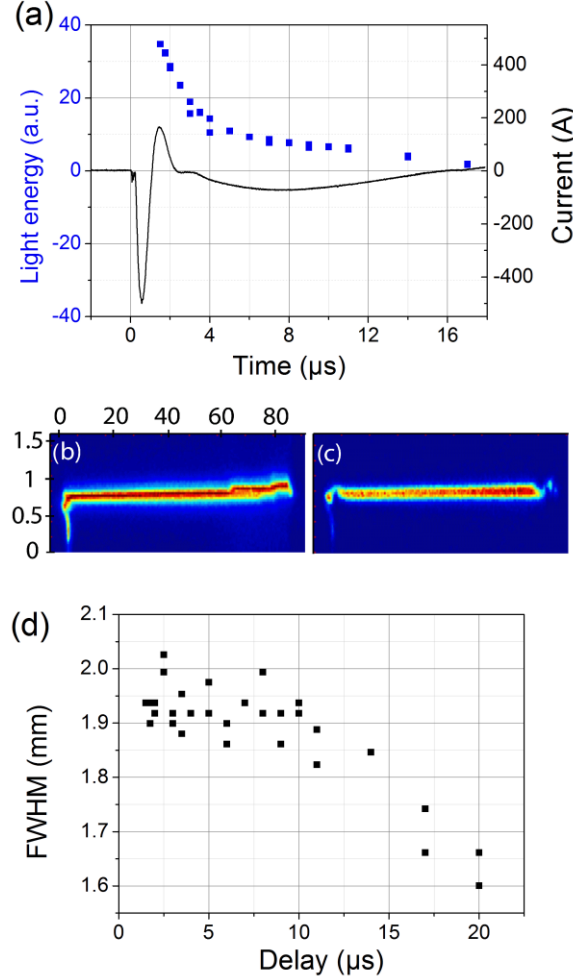 (a)
40
20
0
-20
-40
Light energy (a.u.)
400
200
0
-200
-400
Current (A)
0 4 8 12 16
Time (μs)
0 20 40 60 80
1.5
1
0.5
0
(b)
(c)
(d)
2.1
2.0
1.9
1.8
1.7
1.6
FWHM (mm)
0 5 10 15 20
Delay (μs)